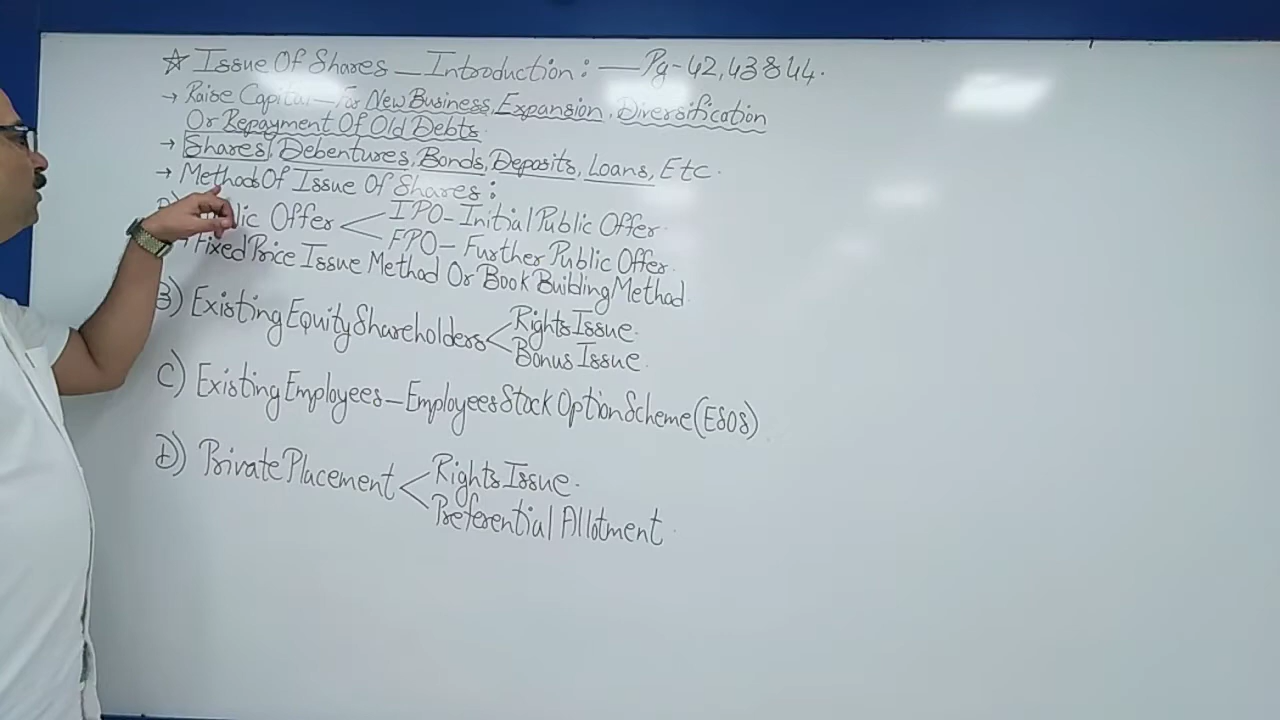 ☆ Issue Of Shares — Introduction: — Pg-42,43&44.
→ Raise Capital — For New Business, Expansion, Diversification
Or Repayment Of Old Debts.
→ Shares, Debentures, Bonds, Deposits, Loans, Etc.
→ Methods Of Issue Of Shares:
Offer < IPO - Initial Public Offer.
FPO - Further Public Offer.
Fixed Price Issue Method Or Book Building Method.
B) Existing Equity Shareholders < Rights Issue.
Bonus Issue.
C) Existing Employees - Employees Stock Option Scheme (ESOS)
D) Private Placement < Rights Issue.
Preferential Allotment.